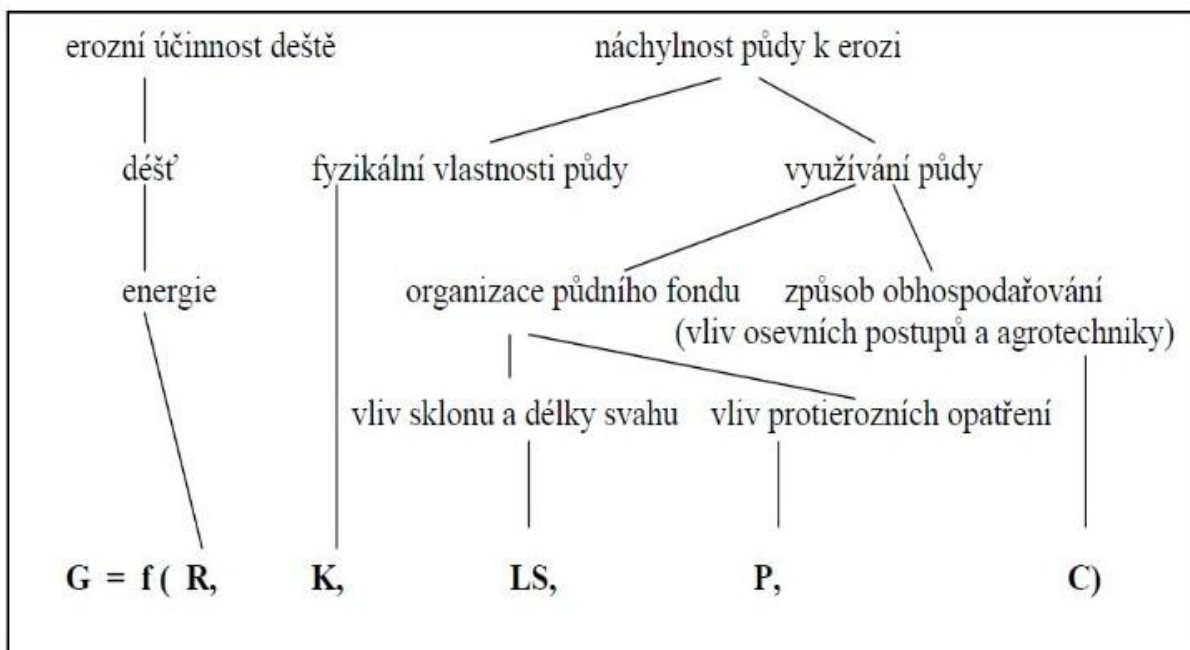 erozní účinnost deště náchylnost půdy k erozi
déšť fyzikální vlastnosti půdy využívání půdy
energie organizace půdního fondu způsob obhospodařování
(vliv osevních postupů a agrotechniky)
vliv sklonu a délky svahu vliv protierozních opatření
G = f ( R, K, LS, P, C)